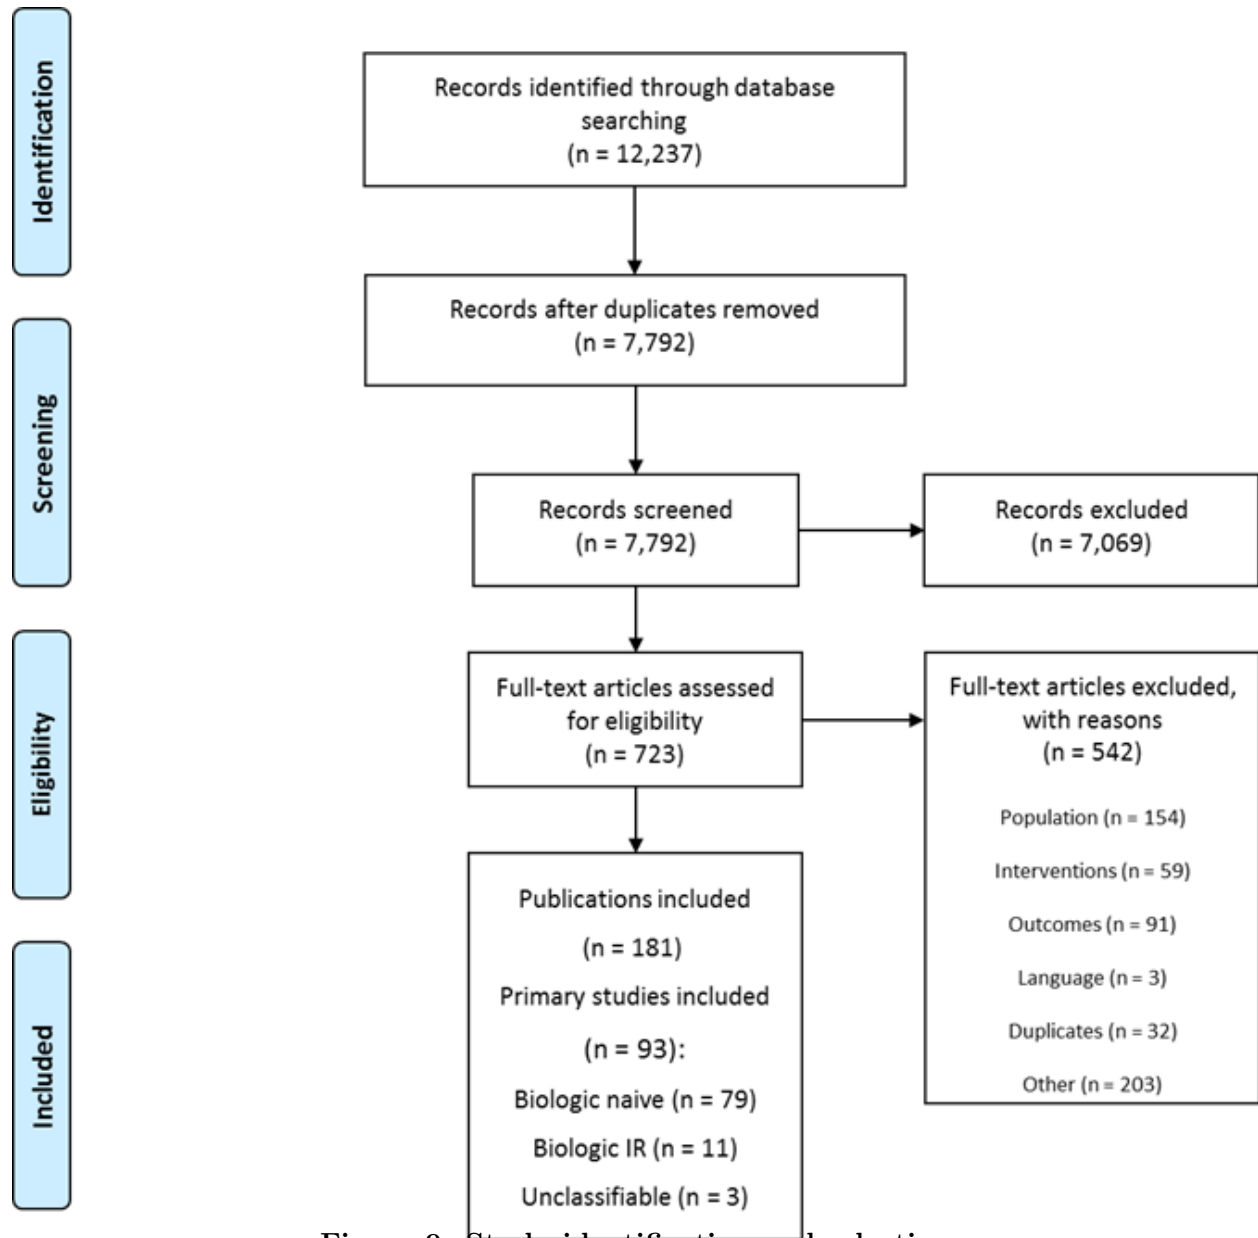 Identification
Records identified through database
searching
(n = 12,237)
Records after duplicates removed
(n = 7,792)
Screening
Records screened
(n = 7,792)
Records excluded
(n = 7,069)
Eligibility
Full-text articles assessed
for eligibility
(n = 723)
Full-text articles excluded,
with reasons
(n = 542)
Population (n = 154)
Interventions (n = 59)
Outcomes (n = 91)
Language (n = 3)
Duplicates (n = 32)
Other (n = 203)
Included
Publications included
(n = 181)
Primary studies included
(n = 93):
Biologic naive (n = 79)
Biologic IR (n = 11)
Unclassifiable (n = 3)